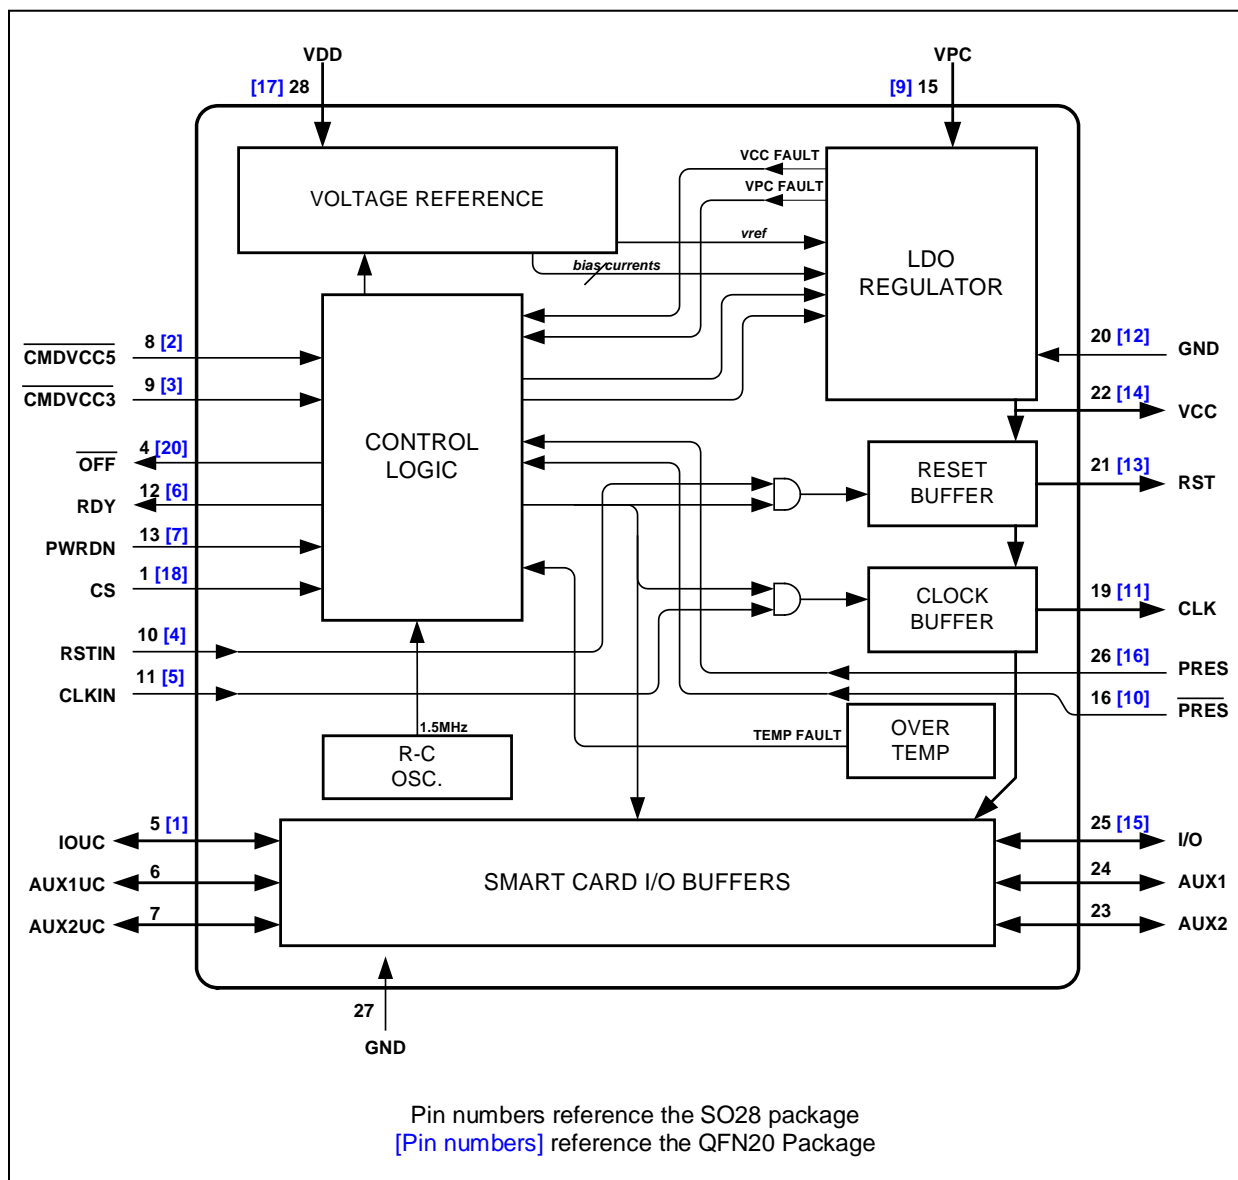 VDD
[17] 28
VPC
[9] 15
VOLTAGE REFERENCE
VCC FAULT
VPC FAULT
vref
bias currents
LDO
REGULATOR
CMDVCC5
8 [2]
CMDVCC3
9 [3]
OFF
4 [20]
RDY
12 [6]
PWRDN
13 [7]
CS
1 [18]
RSTIN
10 [4]
CLKIN
11 [5]
CONTROL
LOGIC
20 [12]
GND
22 [14]
VCC
RESET
BUFFER
21 [13]
RST
CLOCK
BUFFER
19 [11]
CLK
26 [16]
PRES
16 [10]
PRES
1.5MHz
R-C
OSC.
TEMP FAULT
OVER
TEMP
IOUC
5 [1]
AUX1UC
6
AUX2UC
7
SMART CARD I/O BUFFERS
25 [15]
I/O
24
AUX1
23
AUX2
27
GND
Pin numbers reference the SO28 package
[Pin numbers] reference the QFN20 Package